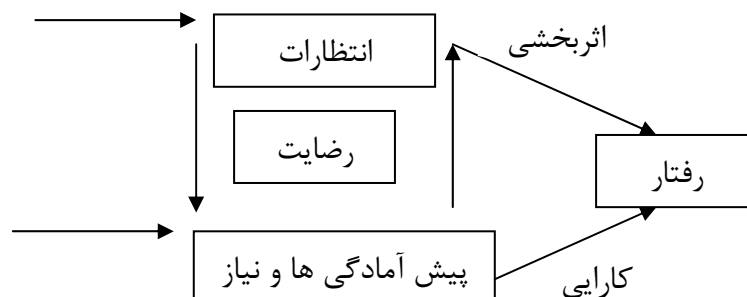 انتظارات
اثربخشی
رضایت
رفتار
پیش آمادگی ها و نیاز
کارایی